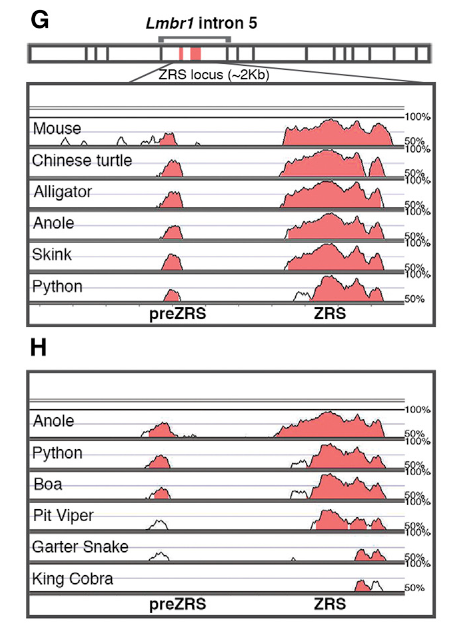 G
Lmbr1 intron 5
ZRS locus (~2Kb)
100%
Mouse
50%
100%
Chinese turtle
50%
100%
Alligator
50%
100%
Anole
50%
100%
Skink
50%
100%
Python
50%
preZRS ZRS
H
100%
Anole
50%
100%
Python
50%
100%
Boa
50%
100%
Pit Viper
50%
100%
Garter Snake
50%
100%
King Cobra
50%
preZRS ZRS